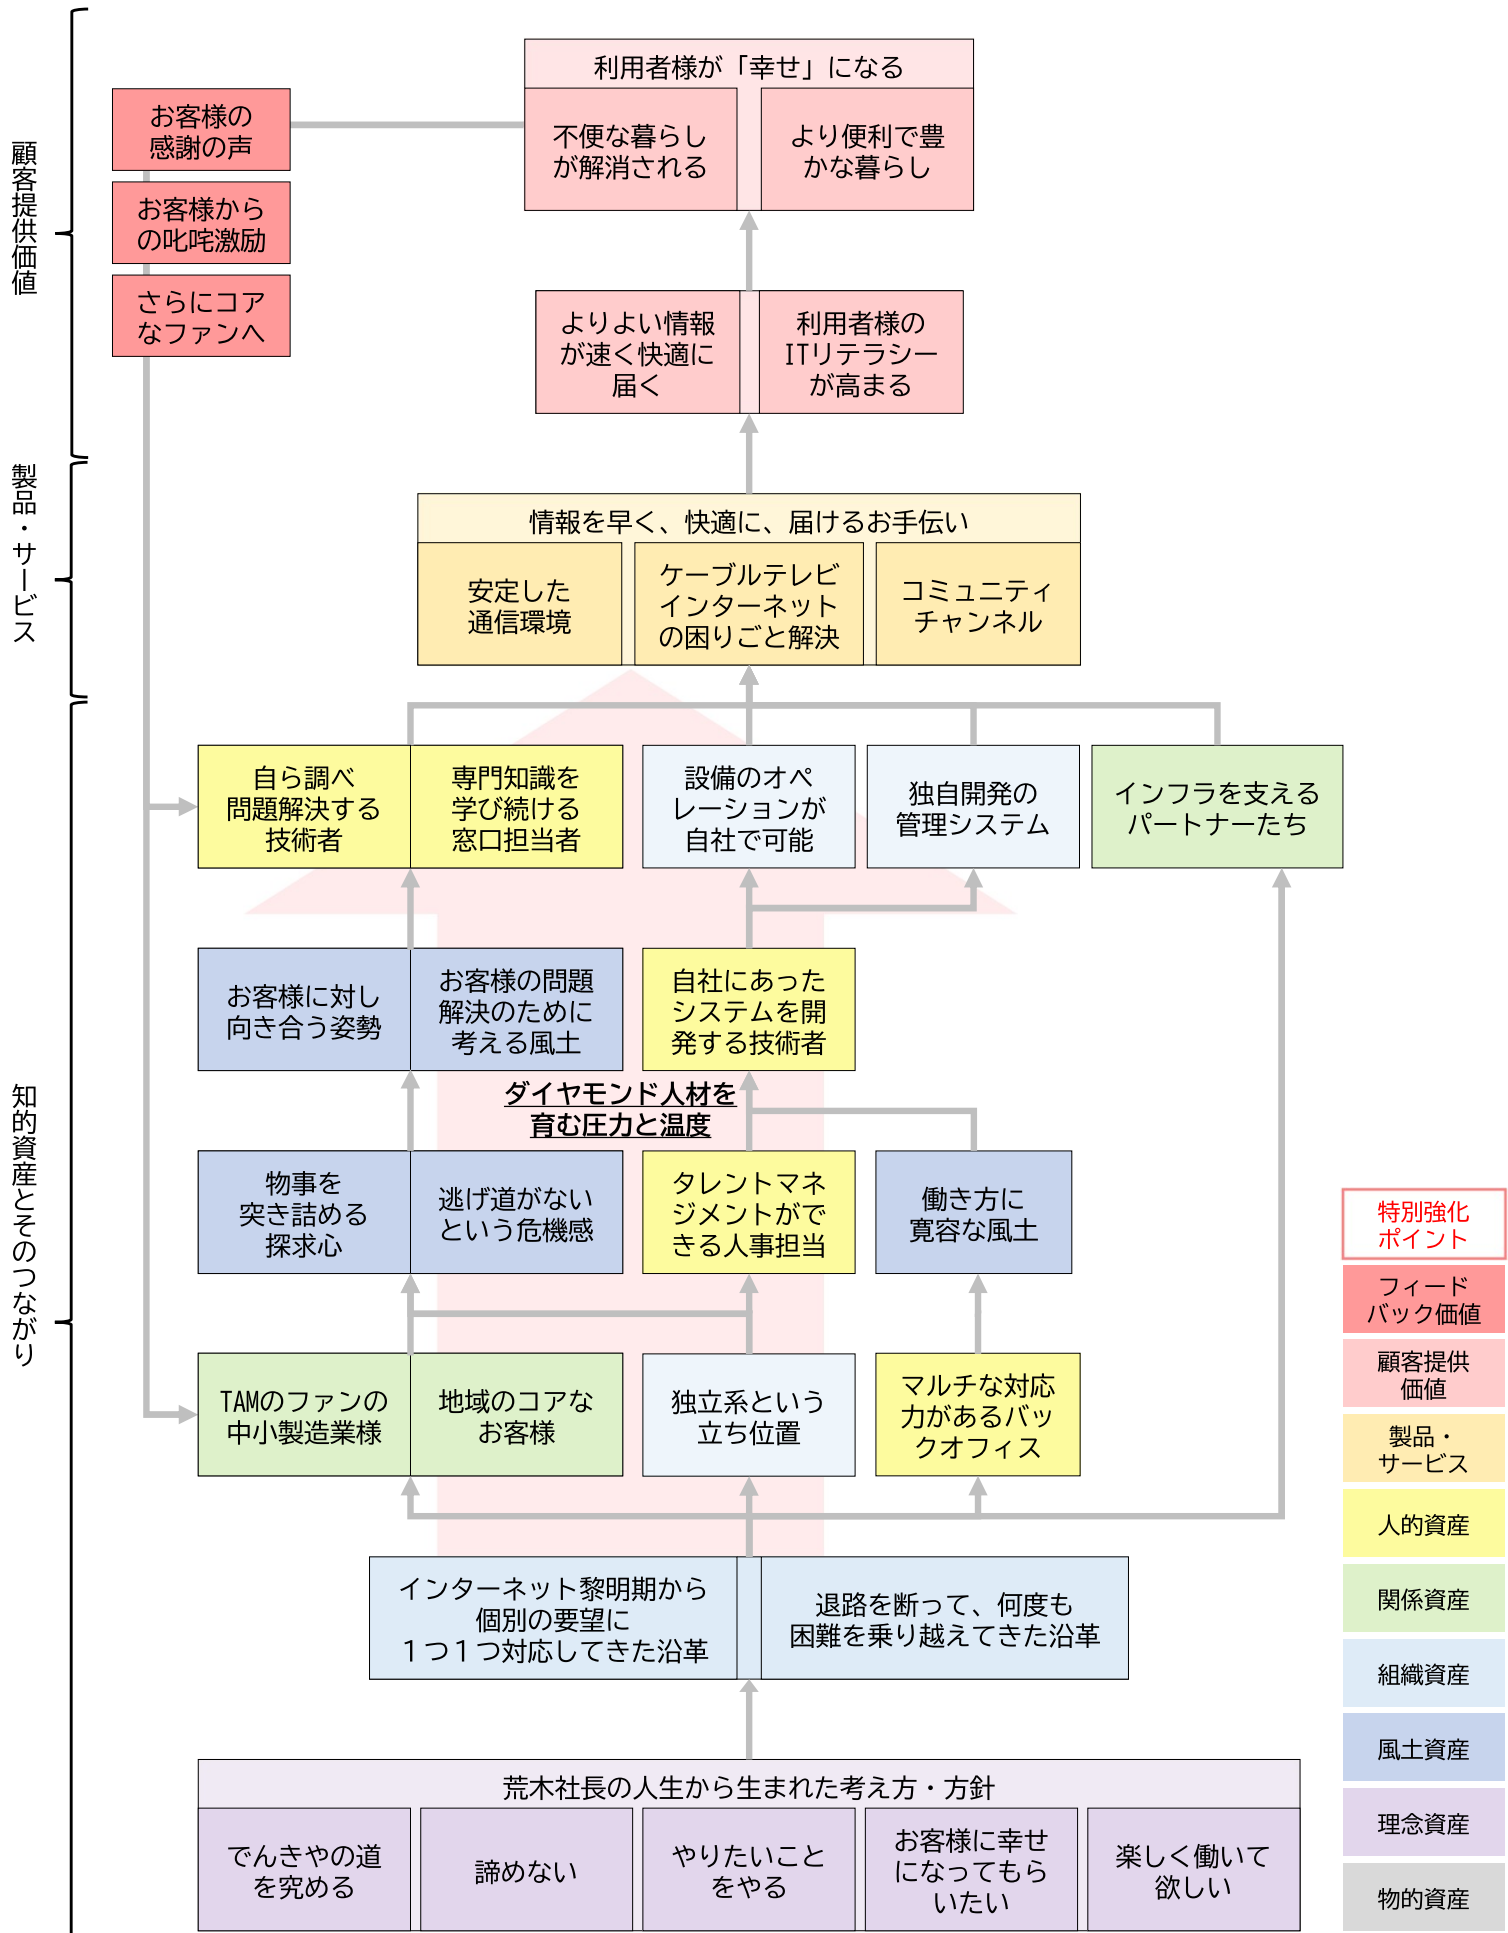 顧客提供価値
利用者様が「幸せ」になる
不便な暮らし
が解消される
より便利で豊
かな暮らし
お客様の
感謝の声
お客様から
の叱咤激励
さらにコア
なファンへ
よりよい情報
が速く快適に
届く
利用者様の
ITリテラシー
が高まる
製品・サービス
情報を早く、快適に、届けるお手伝い
安定した
通信環境
ケーブルテレビ
インターネット
の困りごと解決
コミュニティ
チャンネル
知的資産とそのつながり
自ら調べ
問題解決する
技術者
専門知識を
学び続ける
窓口担当者
設備のオペ
レーションが
自社で可能
独自開発の
管理システム
インフラを支える
パートナーたち
お客様に対し
向き合う姿勢
お客様の問題
解決のために
考える風土
自社にあった
システムを開
発する技術者
ダイヤモンド人材を
育む圧力と温度
物事を
突き詰める
探求心
逃げ道がない
という危機感
タレントマネ
ジメントがで
きる人事担当
働き方に
寛容な風土
TAMのファンの
中小製造業様
地域のコアな
お客様
独立系という
立ち位置
マルチな対応
力があるバッ
クオフィス
インターネット黎明期から
個別の要望に
１つ１つ対応してきた沿革
退路を断って、何度も
困難を乗り越えてきた沿革
荒木社長の人生から生まれた考え方・方針
でんきやの道
を究める
諦めない
やりたいこと
をやる
お客様に幸せ
になってもら
いたい
楽しく働いて
欲しい
特別強化
ポイント
フィード
バック価値
顧客提供
価値
製品・
サービス
人的資産
関係資産
組織資産
風土資産
理念資産
物的資産